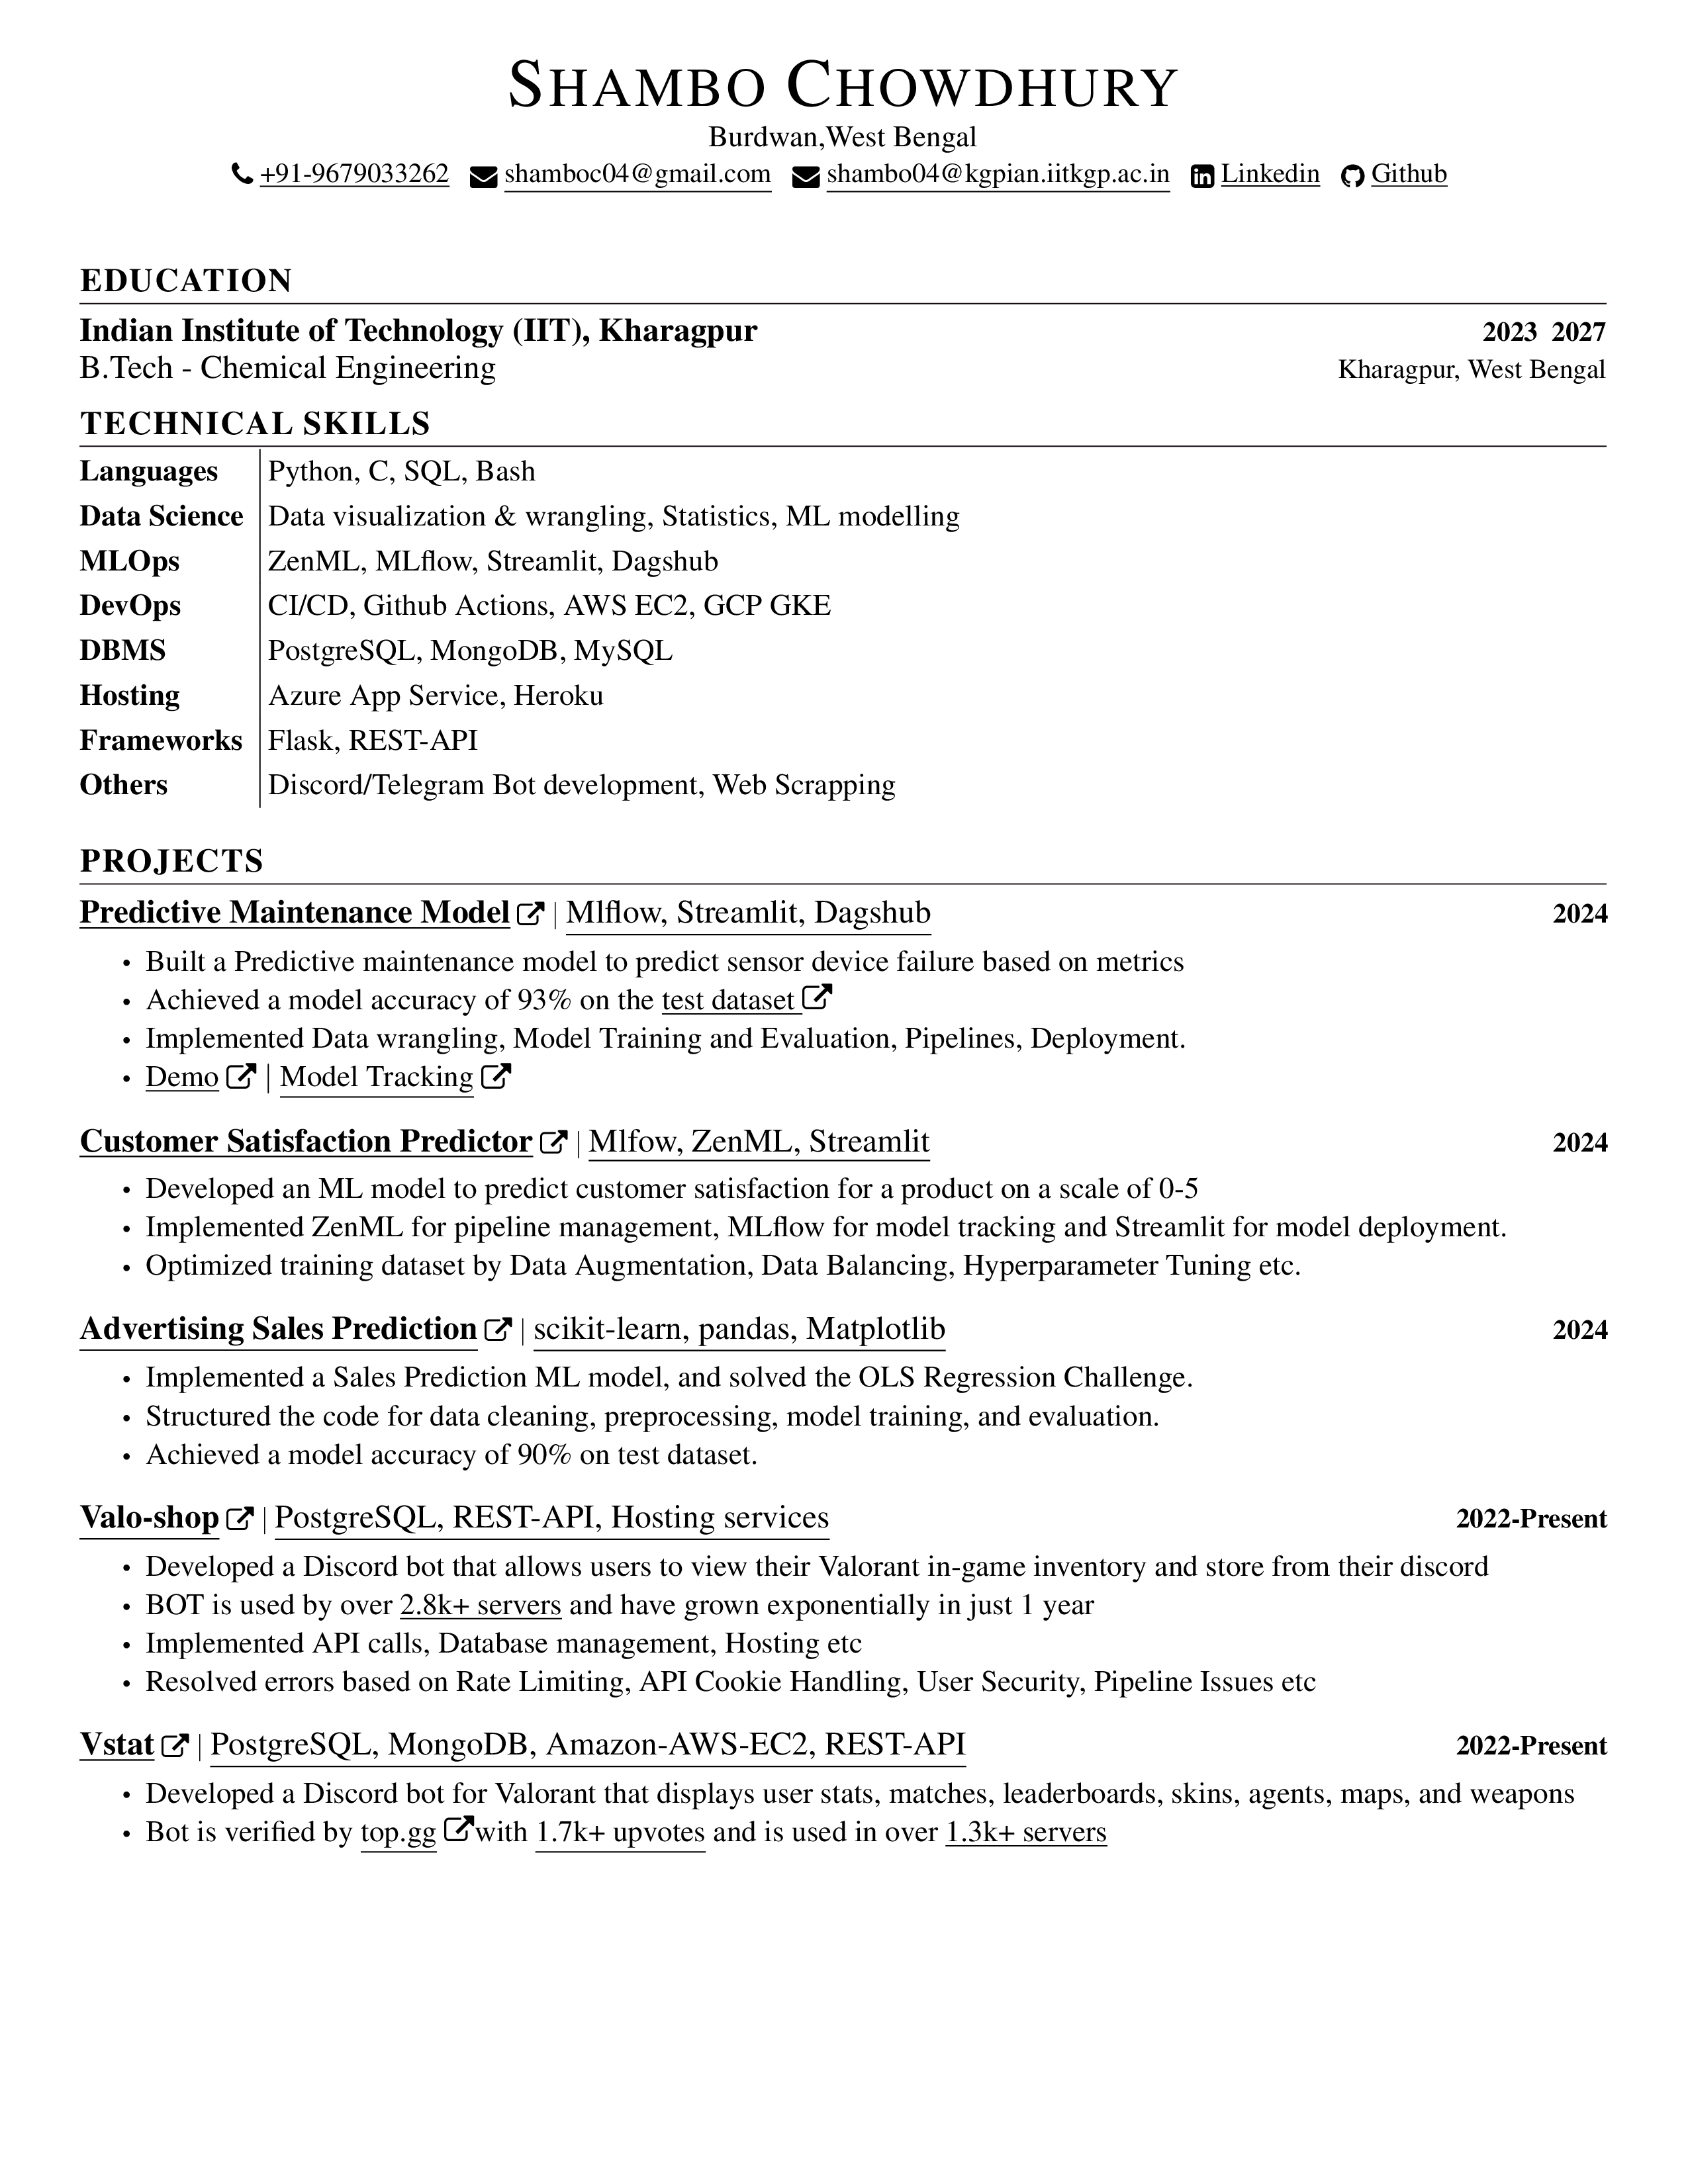 SHAMBO CHOWDHURY
Burdwan,West Bengal
+91-9679033262 shamboc04@gmail.com shambo04@kgpian.iitkgp.ac.in Linkedin Github
EDUCATION
Indian Institute of Technology (IIT), Kharagpur 2023 2027
B.Tech - Chemical Engineering Kharagpur, West Bengal
TECHNICAL SKILLS
Languages Python, C, SQL, Bash
Data Science Data visualization & wrangling, Statistics, ML modelling
MLOps ZenML, MLflow, Streamlit, Dagshub
DevOps CI/CD, Github Actions, AWS EC2, GCP GKE
DBMS PostgreSQL, MongoDB, MySQL
Hosting Azure App Service, Heroku
Frameworks Flask, REST-API
Others Discord/Telegram Bot development, Web Scrapping
PROJECTS
Predictive Maintenance Model | Mlflow, Streamlit, Dagshub 2024
• Built a Predictive maintenance model to predict sensor device failure based on metrics
• Achieved a model accuracy of 93% on the test dataset
• Implemented Data wrangling, Model Training and Evaluation, Pipelines, Deployment.
• Demo | Model Tracking
Customer Satisfaction Predictor | Mlfow, ZenML, Streamlit 2024
• Developed an ML model to predict customer satisfaction for a product on a scale of 0-5
• Implemented ZenML for pipeline management, MLflow for model tracking and Streamlit for model deployment.
• Optimized training dataset by Data Augmentation, Data Balancing, Hyperparameter Tuning etc.
Advertising Sales Prediction | scikit-learn, pandas, Matplotlib 2024
• Implemented a Sales Prediction ML model, and solved the OLS Regression Challenge.
• Structured the code for data cleaning, preprocessing, model training, and evaluation.
• Achieved a model accuracy of 90% on test dataset.
Valo-shop | PostgreSQL, REST-API, Hosting services 2022-Present
• Developed a Discord bot that allows users to view their Valorant in-game inventory and store from their discord
• BOT is used by over 2.8k+ servers and have grown exponentially in just 1 year
• Implemented API calls, Database management, Hosting etc
• Resolved errors based on Rate Limiting, API Cookie Handling, User Security, Pipeline Issues etc
Vstat | PostgreSQL, MongoDB, Amazon-AWS-EC2, REST-API 2022-Present
• Developed a Discord bot for Valorant that displays user stats, matches, leaderboards, skins, agents, maps, and weapons
• Bot is verified by top.gg with 1.7k+ upvotes and is used in over 1.3k+ servers